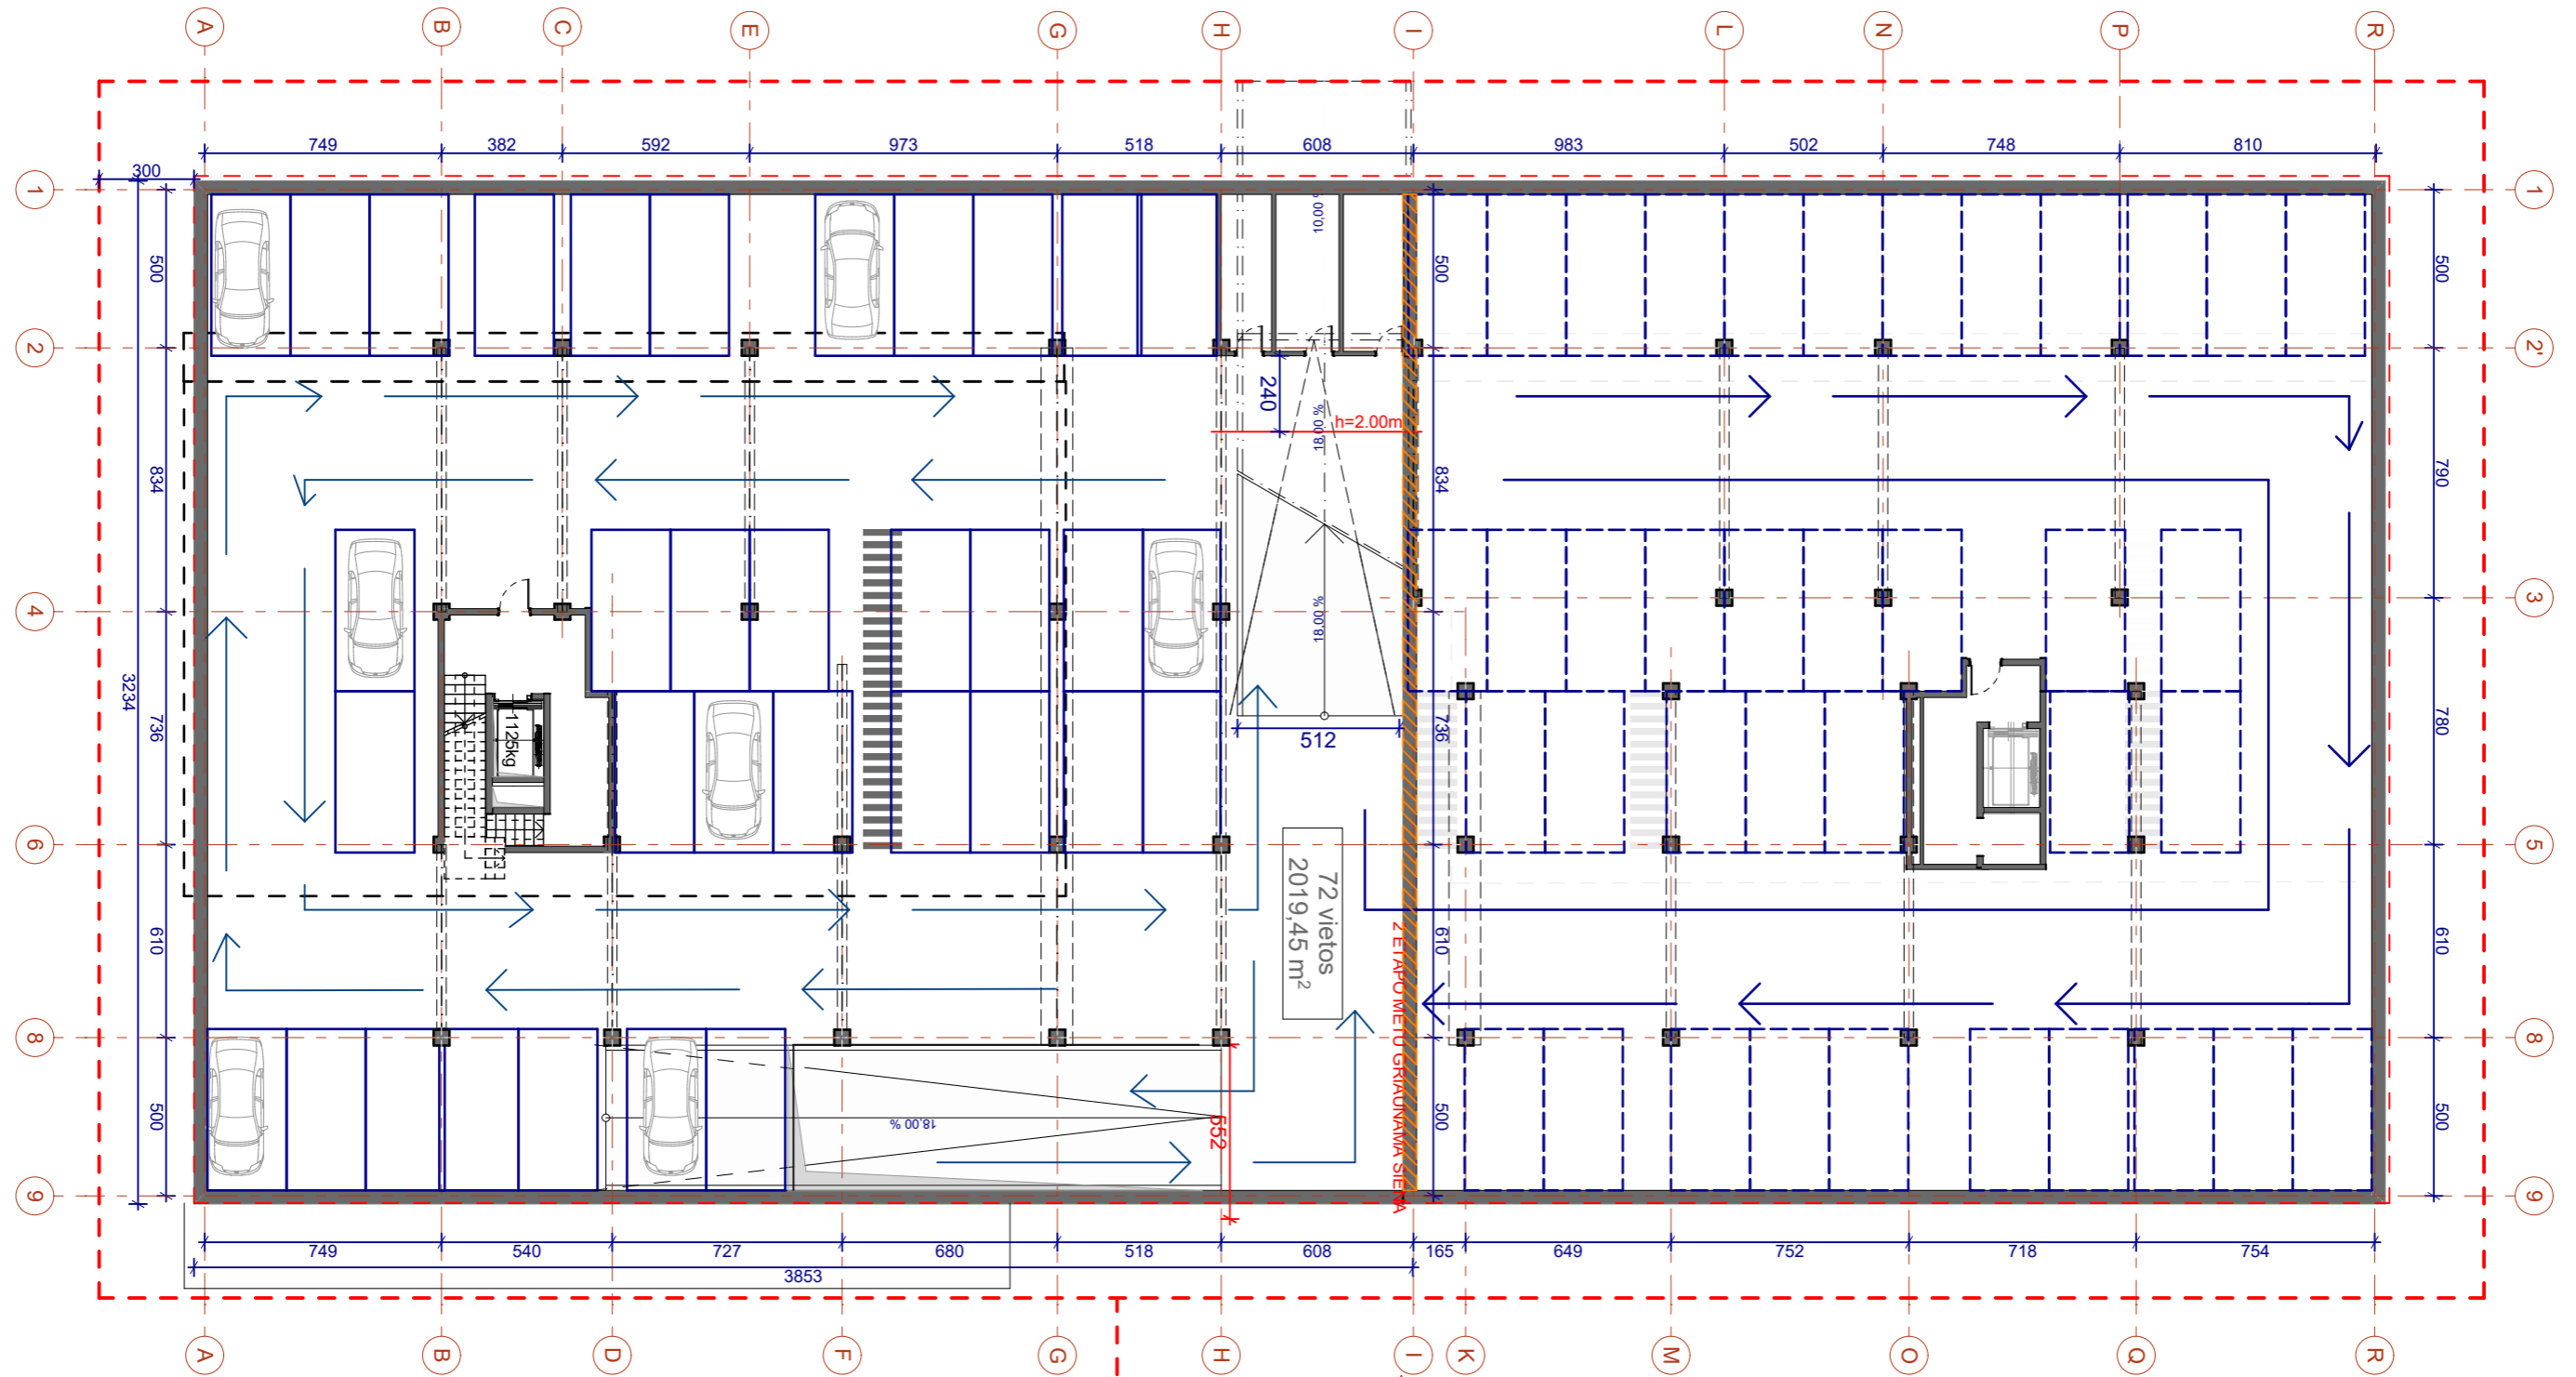 A B C E G H I L N P R
749 382 592 973 518 608 983 502 748 810
300
1 1
10,00 %
500 500 500
2 2'
240
h=2.00m
18,00 %
834 834 790
4 3
18,00 %
3234
736 736 780
1125kg
512
6 5
72 vietos
2019,45 m²
610 610 610
2 ETAPO METU GRIAUNAMA SIENA
8 8
500 500 500
18,00 %
552
9 9
749 540 727 680 518 608 165 649 752 718 754
3853
A B D F G H I K M O Q R